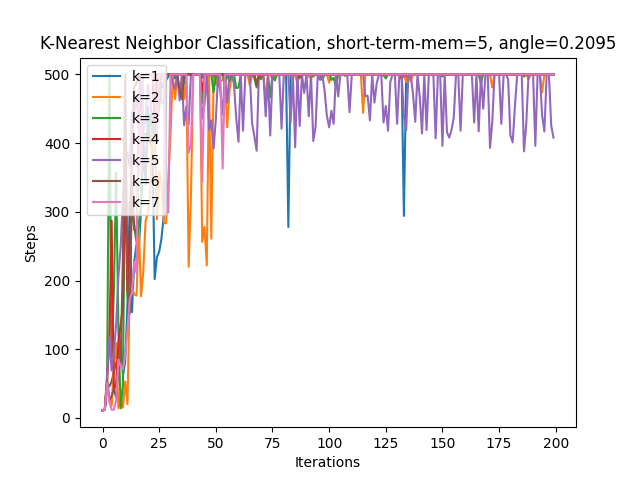 K-Nearest Neighbor Classification, short-term-mem=5, angle=0.2095
500
400
300
200
100
0
Steps
k=1
k=2
k=3
k=4
k=5
k=6
k=7
0 25 50 75 100 125 150 175 200
Iterations